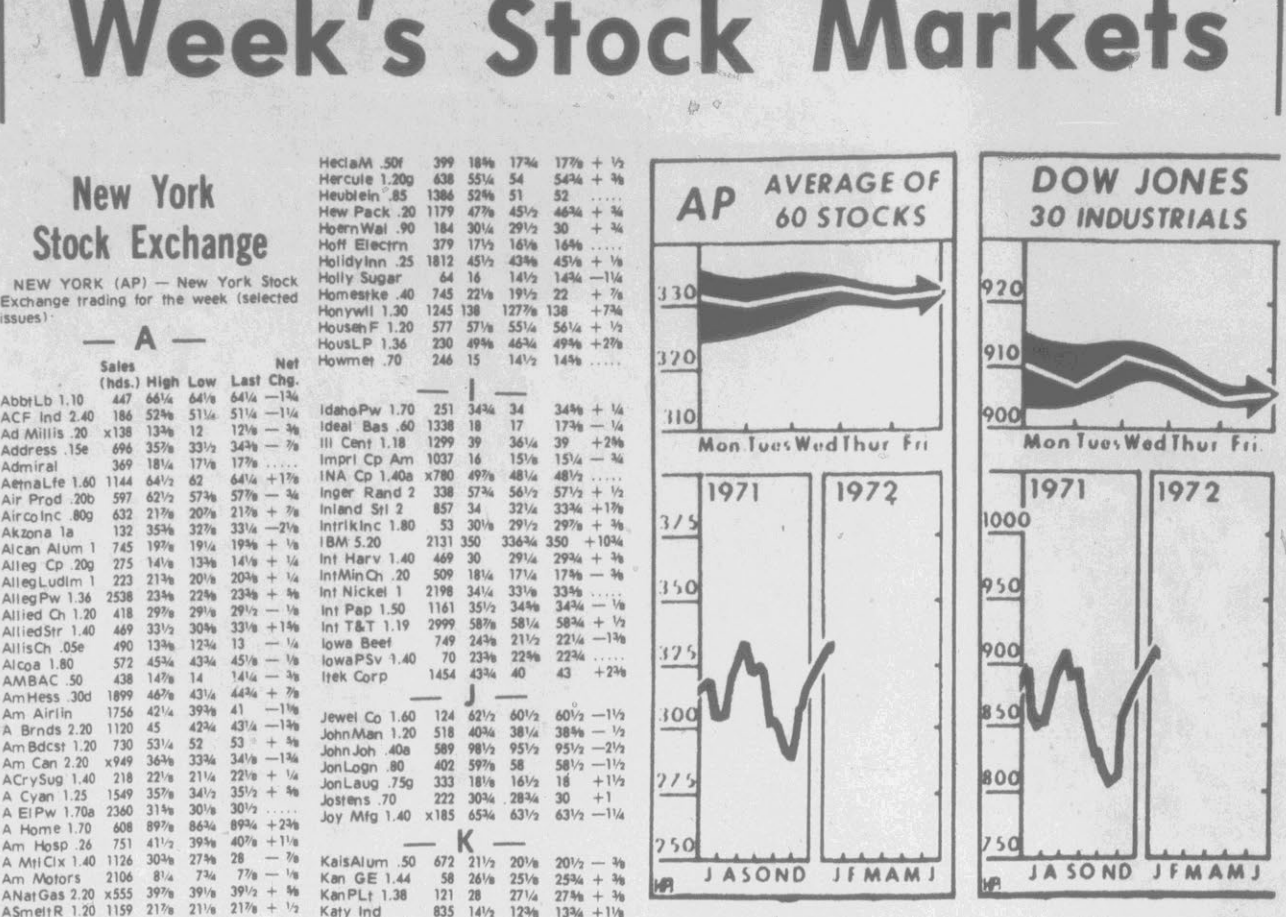 Week's Stock Markets
New York
Stock Exchange
NEW YORK (AP) — New York Stock
Exchange trading for the week (selected
issues)
— A —
Sales Net
(hds.) High Low Last Chg.
AbbtLb 1.10 447 66¼ 64⅛ 64¼ —1¾
ACF Ind 2.40 186 52⅜ 51¼ 51¼ —1¼
Ad Millis .20 x138 13⅜ 12 12⅛ — ⅜
Address .15e 696 35⅞ 33½ 34⅜ — ⅞
Admiral 369 18¼ 17⅛ 17⅞ .....
AetnaLfe 1.60 1144 64½ 62 64¼ +1⅞
Air Prod .20b 597 62½ 57⅜ 57⅞ — ¾
AircoInc .80g 632 21⅞ 20⅞ 21⅞ + ⅞
Akzona 1a 132 35⅜ 32⅞ 33¼ —2⅛
Alcan Alum 1 745 19⅞ 19¼ 19⅝ + ⅛
Alleg Cp .20g 275 14⅛ 13⅜ 14⅛ + ¼
AllegLudlm 1 223 21⅜ 20⅛ 20⅜ + ¼
AllegPw 1.36 2538 23⅝ 22⅝ 23⅜ + ⅝
Allied Ch 1.20 418 29⅞ 29⅛ 29½ — ⅛
AlliedStr 1.40 469 33½ 30⅝ 33⅛ +1⅝
AllisCh .05e 490 13⅜ 12¾ 13 — ¼
Alcoa 1.80 572 45¾ 43¾ 45⅛ — ⅛
AMBAC .50 438 14⅞ 14 14¼ — ⅜
AmHess .30d 1899 46⅞ 43¼ 44¾ + ⅞
Am Airlin 1756 42¼ 39⅜ 41 —1⅛
A Brnds 2.20 1120 45 42¾ 43¼ —1⅜
Am Bdcst 1.20 730 53¼ 52 53 + ⅝
Am Can 2.20 x949 36⅜ 33¾ 34⅛ —1¾
ACrySug 1.40 218 22⅛ 21¼ 22⅛ + ¼
A Cyan 1.25 1549 35⅞ 34½ 35½ + ⅝
A ElPw 1.70a 2360 31⅝ 30⅛ 30½ .....
A Home 1.70 608 89⅞ 86¾ 89¾ +2⅜
Am Hosp .26 751 41½ 39⅝ 40⅞ +1⅛
A MtlClx 1.40 1126 30⅜ 27⅝ 28 — ⅞
Am Motors 2106 8¼ 7¾ 7⅞ — ⅛
ANatGas 2.20 x555 39⅞ 39⅛ 39½ + ⅝
ASmeltR 1.20 1159 21⅞ 21⅛ 21⅞ + ½
HeclaM .50f 399 18⅝ 17¾ 17⅞ + ½
Hercule 1.20g 638 55¼ 54 54¾ + ⅜
Heublein .85 1386 52⅝ 51 52 .....
Hew Pack .20 1179 47⅞ 45½ 46¾ + ¾
HoernWal .90 184 30¼ 29½ 30 + ¾
Hoff Electrn 379 17½ 16⅛ 16⅝ .....
HolidyInn .25 1812 45½ 43⅝ 45⅛ + ⅛
Holly Sugar 64 16 14½ 14¾ —1¼
Homestke .40 745 22⅛ 19½ 22 + ⅞
Honywll 1.30 1245 138 127⅞ 138 +7¾
HousehF 1.20 577 57⅛ 55¼ 56¼ + ½
HousLP 1.36 230 49⅝ 46¾ 49⅝ +2⅞
Howmet .70 246 15 14½ 14⅝ .....
— I —
IdahoPw 1.70 251 34¾ 34 34⅜ + ¼
Ideal Bas .60 1338 18 17 17⅜ — ¼
Ill Cent 1.18 1299 39 36¼ 39 +2⅝
Imprl Cp Am 1037 16 15⅛ 15¼ — ¾
INA Cp 1.40a x780 49⅞ 48¼ 48½ .....
Inger Rand 2 338 57¾ 56½ 57½ + ½
Inland Stl 2 857 34 32¼ 33¾ +1⅞
IntrlkInc 1.80 53 30⅛ 29½ 29⅞ + ⅜
IBM 5.20 2131 350 336¾ 350 +10¾
Int Harv 1.40 469 30 29¼ 29¾ + ⅜
IntMinCh .20 509 18¼ 17¼ 17⅝ — ⅜
Int Nickel 1 2198 34¼ 33⅛ 33⅝ .....
Int Pap 1.50 1161 35½ 34⅝ 34¾ — ⅛
Int T&T 1.19 2999 58⅞ 58¼ 58¾ + ½
Iowa Beef 749 24⅜ 21½ 22¼ —1⅜
IowaPSv 1.40 70 23⅜ 22⅝ 22¾ .....
Itek Corp 1454 43¾ 40 43 +2⅜
— J —
Jewel Co 1.60 124 62½ 60½ 60½ —1½
JohnMan 1.20 518 40¾ 38¼ 38⅝ — ½
JohnJoh .40a 589 98½ 95½ 95½ —2½
JonLogn .80 402 59⅞ 58 58½ —1½
JonLaug .75g 333 18⅛ 16½ 18 +1½
Jostens .70 222 30¾ 28¾ 30 +1
Joy Mfg 1.40 x185 65¾ 63½ 63½ —1¼
— K —
KaisAlum .50 672 21½ 20⅛ 20½ — ⅜
Kan GE 1.44 58 26⅛ 25⅛ 25¾ + ⅜
KanPLt 1.38 121 28 27¼ 27⅝ + ⅜
Katy Ind 835 14½ 12⅜ 13¾ +1⅛
AP AVERAGE OF
60 STOCKS
330
320
310
Mon Tues Wed Thur Fri.
1971 1972
375
350
325
300
275
250
J A S O N D J F M A M J
DOW JONES
30 INDUSTRIALS
920
910
900
Mon Tues Wed Thur Fri.
1971 1972
1000
950
900
850
800
750
J A S O N D J F M A M J